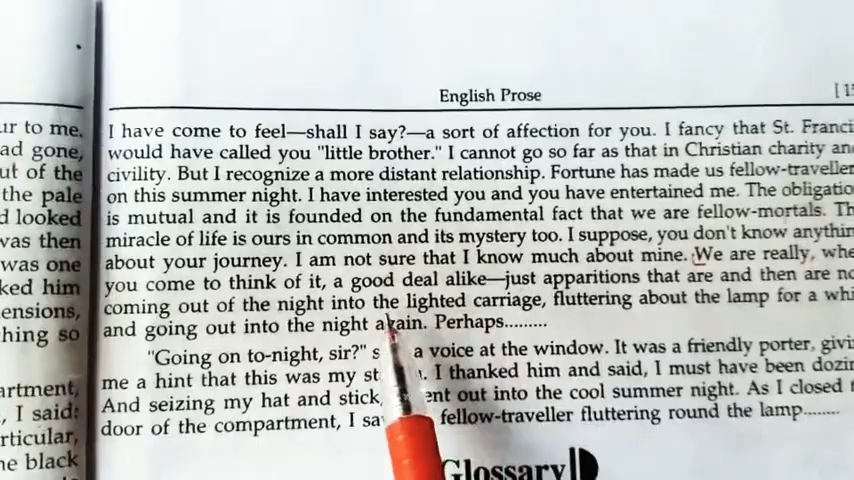 English Prose
[ 1
ur to me.
ad gone,
ut of the
the pale
d looked
was then
was one
ked him
ensions,
hing so
artment,
, I said:
rticular,
he black
I have come to feel—shall I say?—a sort of affection for you. I fancy that St. Franci
would have called you "little brother." I cannot go so far as that in Christian charity an
civility. But I recognize a more distant relationship. Fortune has made us fellow-traveller
on this summer night. I have interested you and you have entertained me. The obligatio
is mutual and it is founded on the fundamental fact that we are fellow-mortals. Th
miracle of life is ours in common and its mystery too. I suppose, you don't know anythin
about your journey. I am not sure that I know much about mine. We are really, whe
you come to think of it, a good deal alike—just apparitions that are and then are no
coming out of the night into the lighted carriage, fluttering about the lamp for a whi
and going out into the night again. Perhaps.........
"Going on to-night, sir?" s a voice at the window. It was a friendly porter, givi
me a hint that this was my st . I thanked him and said, I must have been dozin
And seizing my hat and stick, ent out into the cool summer night. As I closed t
door of the compartment, I sa fellow-traveller fluttering round the lamp........
Glossary